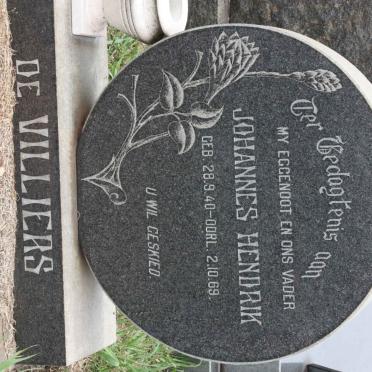 Ter Gedagtenis aan
MY EGGENOOT EN ONS VADER
JOHANNES HENDRIK
GEB. 28.9.40-OORL. 2.10.69
U WIL GESKIED.
DE VILLIERS